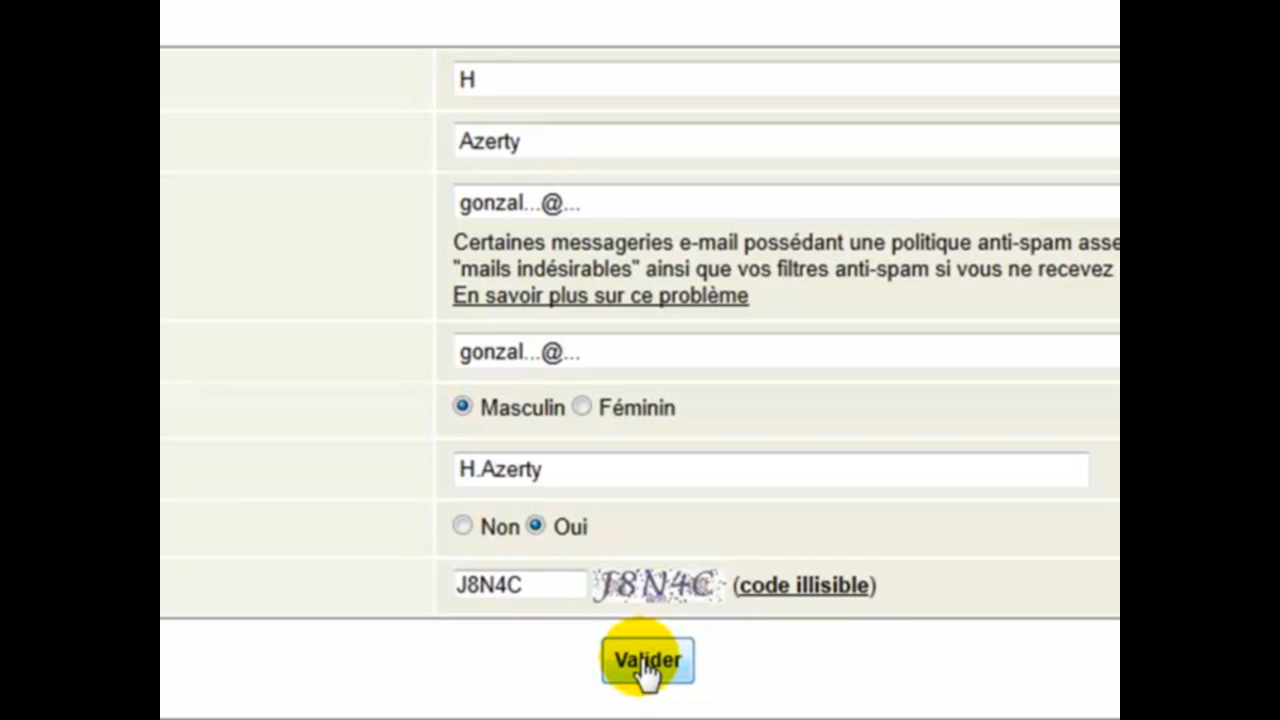 H
Azerty
gonzal...@...
Certaines messageries e-mail possédant une politique anti-spam asse
"mails indésirables" ainsi que vos filtres anti-spam si vous ne recevez
En savoir plus sur ce problème
gonzal...@...
Masculin Féminin
H.Azerty
Non Oui
J8N4C J8N4C (code illisible)
Valider